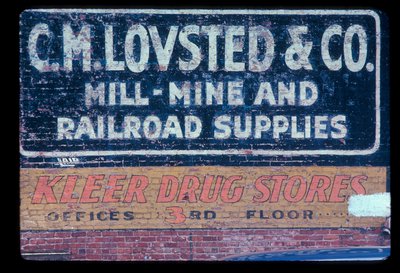 C.M. LOVSTED & CO.
MILL-MINE AND
RAILROAD SUPPLIES
KLEER DRUG STORES
OFFICES 3RD FLOOR